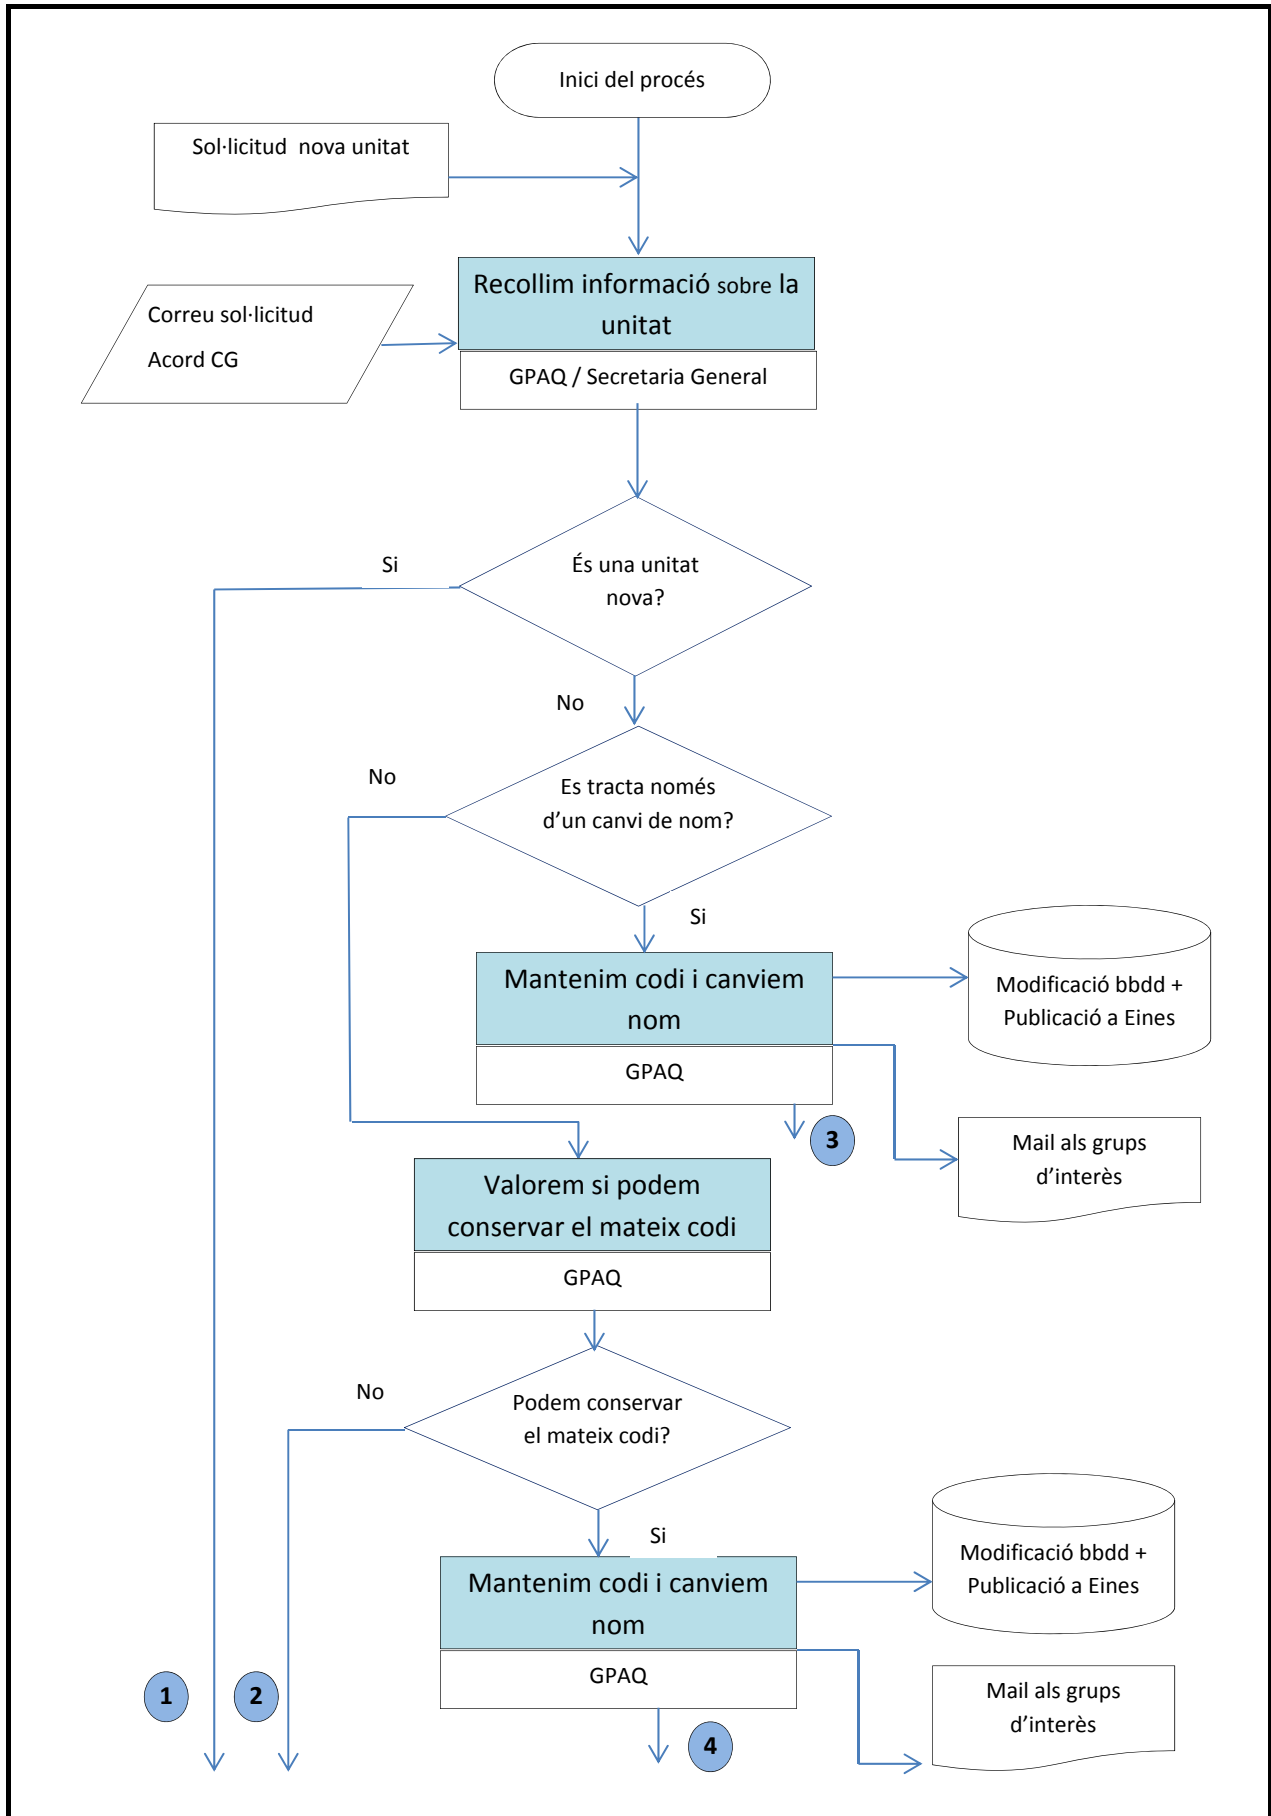 Inici del procés
Sol·licitud  nova unitat
Recollim informació sobre la
unitat
Correu sol·licitud
Acord CG
GPAQ / Secretaria General
Si
És una unitat
nova?
No
No
Es tracta només
d’un canvi de nom?
Si
Mantenim codi i canviem
nom
Modificació bbdd +
Publicació a Eines
GPAQ
3
Mail als grups
d’interès
Valorem si podem
conservar el mateix codi
GPAQ
No
Podem conservar
el mateix codi?
Si
Mantenim codi i canviem
nom
Modificació bbdd +
Publicació a Eines
GPAQ
1
2
Mail als grups
d’interès
4